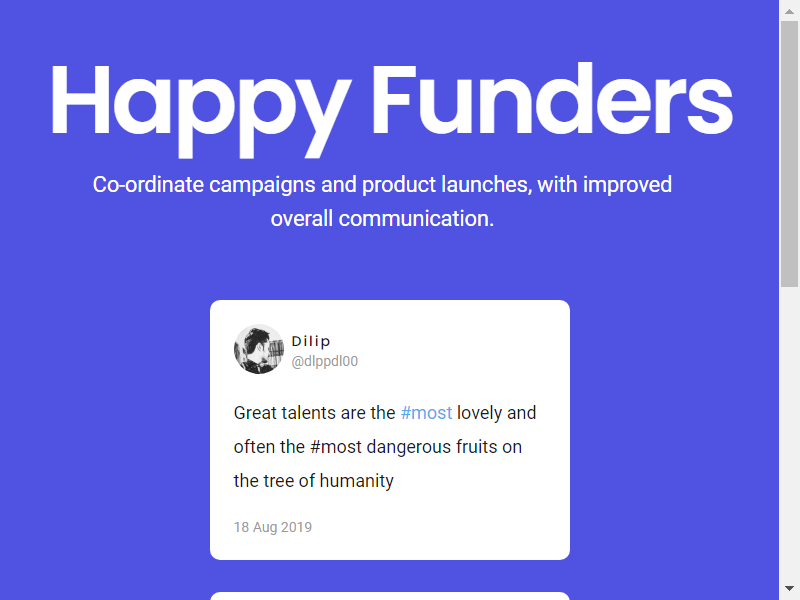 Happy Funders
Co-ordinate campaigns and product launches, with improved
overall communication.
Dilip
@dlppdl00
Great talents are the #most lovely and
often the #most dangerous fruits on
the tree of humanity
18 Aug 2019